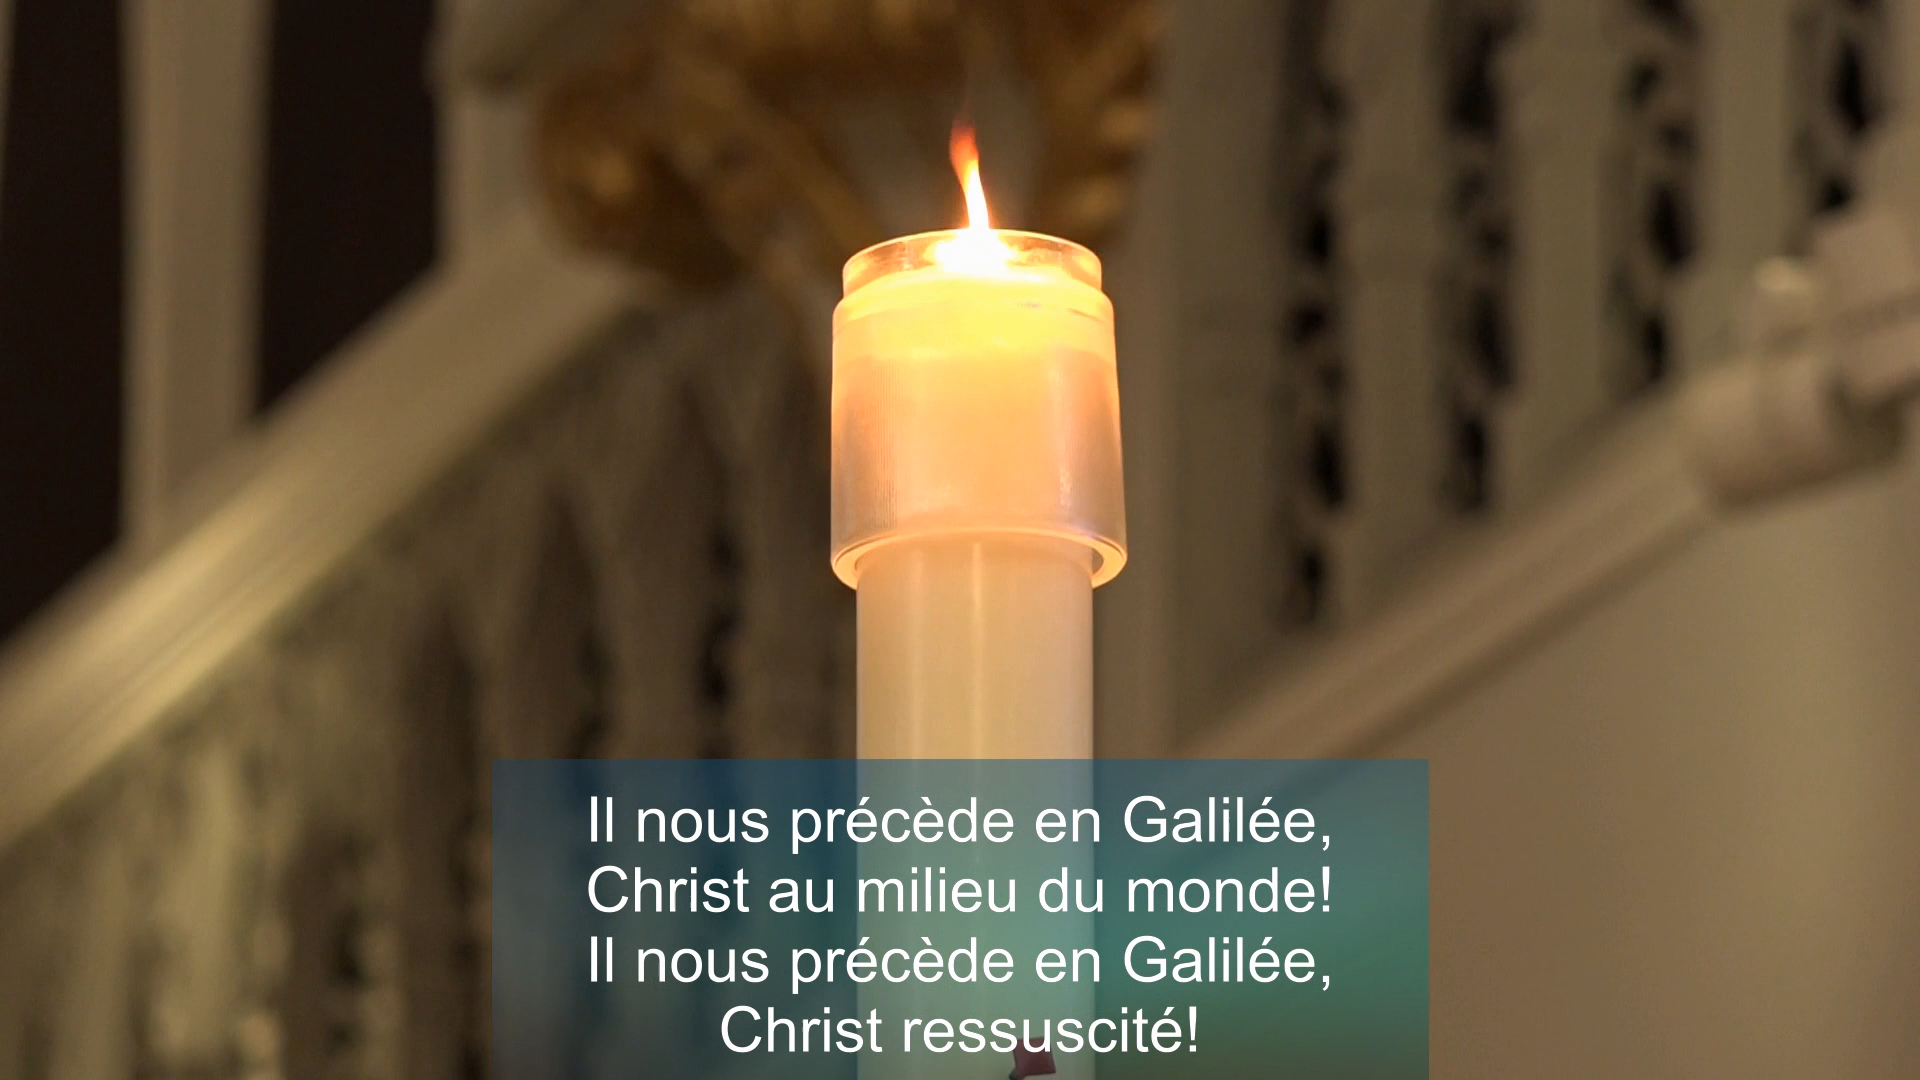 Il nous précède en Galilée,
Christ au milieu du monde!
Il nous précède en Galilée,
Christ ressuscité!